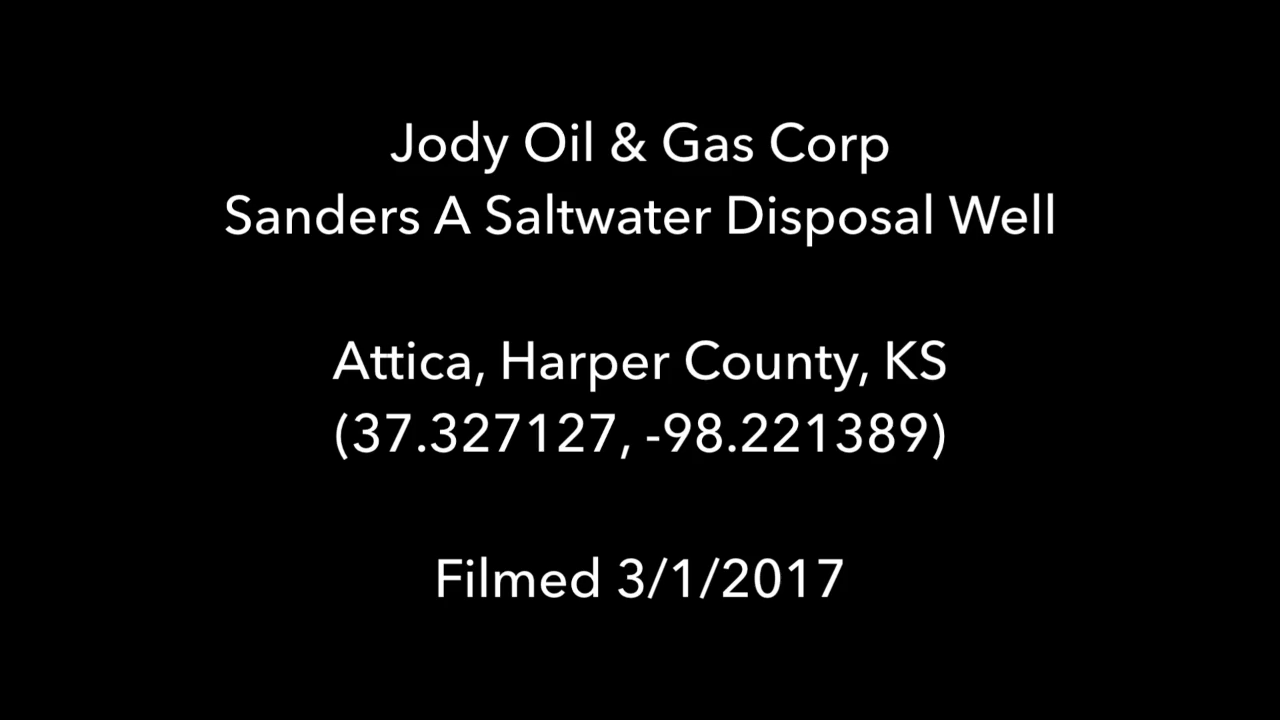 Jody Oil & Gas Corp
Sanders A Saltwater Disposal Well
Attica, Harper County, KS
(37.327127, -98.221389)
Filmed 3/1/2017